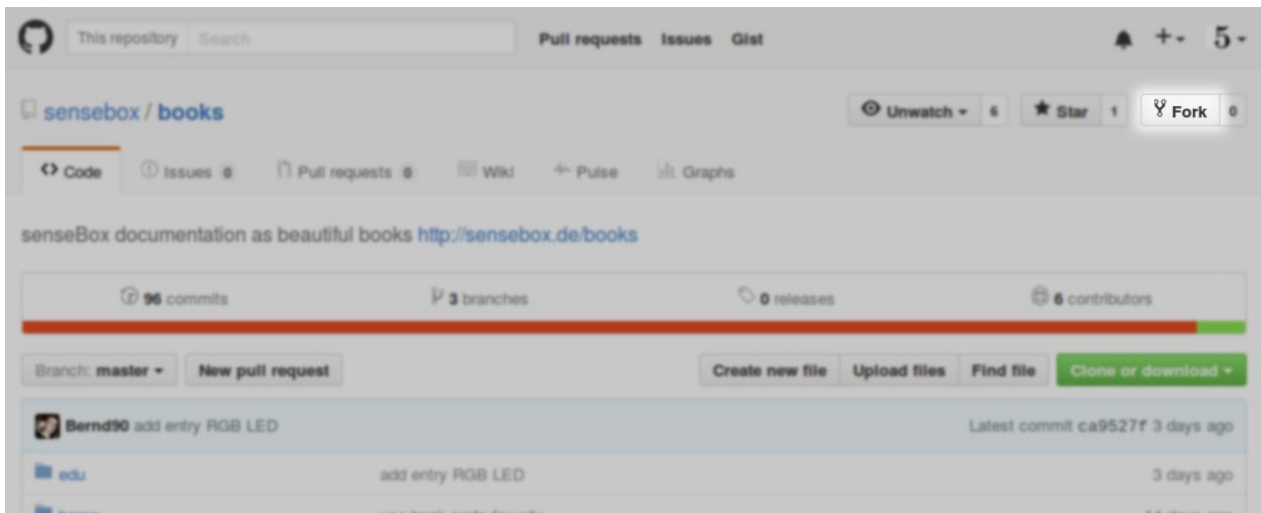 This repository Search Pull requests Issues Gist 5
sensebox / books Unwatch 6 Star 1 Fork 0
Code Issues 0 Pull requests 0 Wiki Pulse Graphs
senseBox documentation as beautiful books http://sensebox.de/books
96 commits 3 branches 0 releases 6 contributors
Branch: master New pull request Create new file Upload files Find file Clone or download
Bernd90 add entry RGB LED Latest commit ca9527f 3 days ago
edu add entry RGB LED 3 days ago